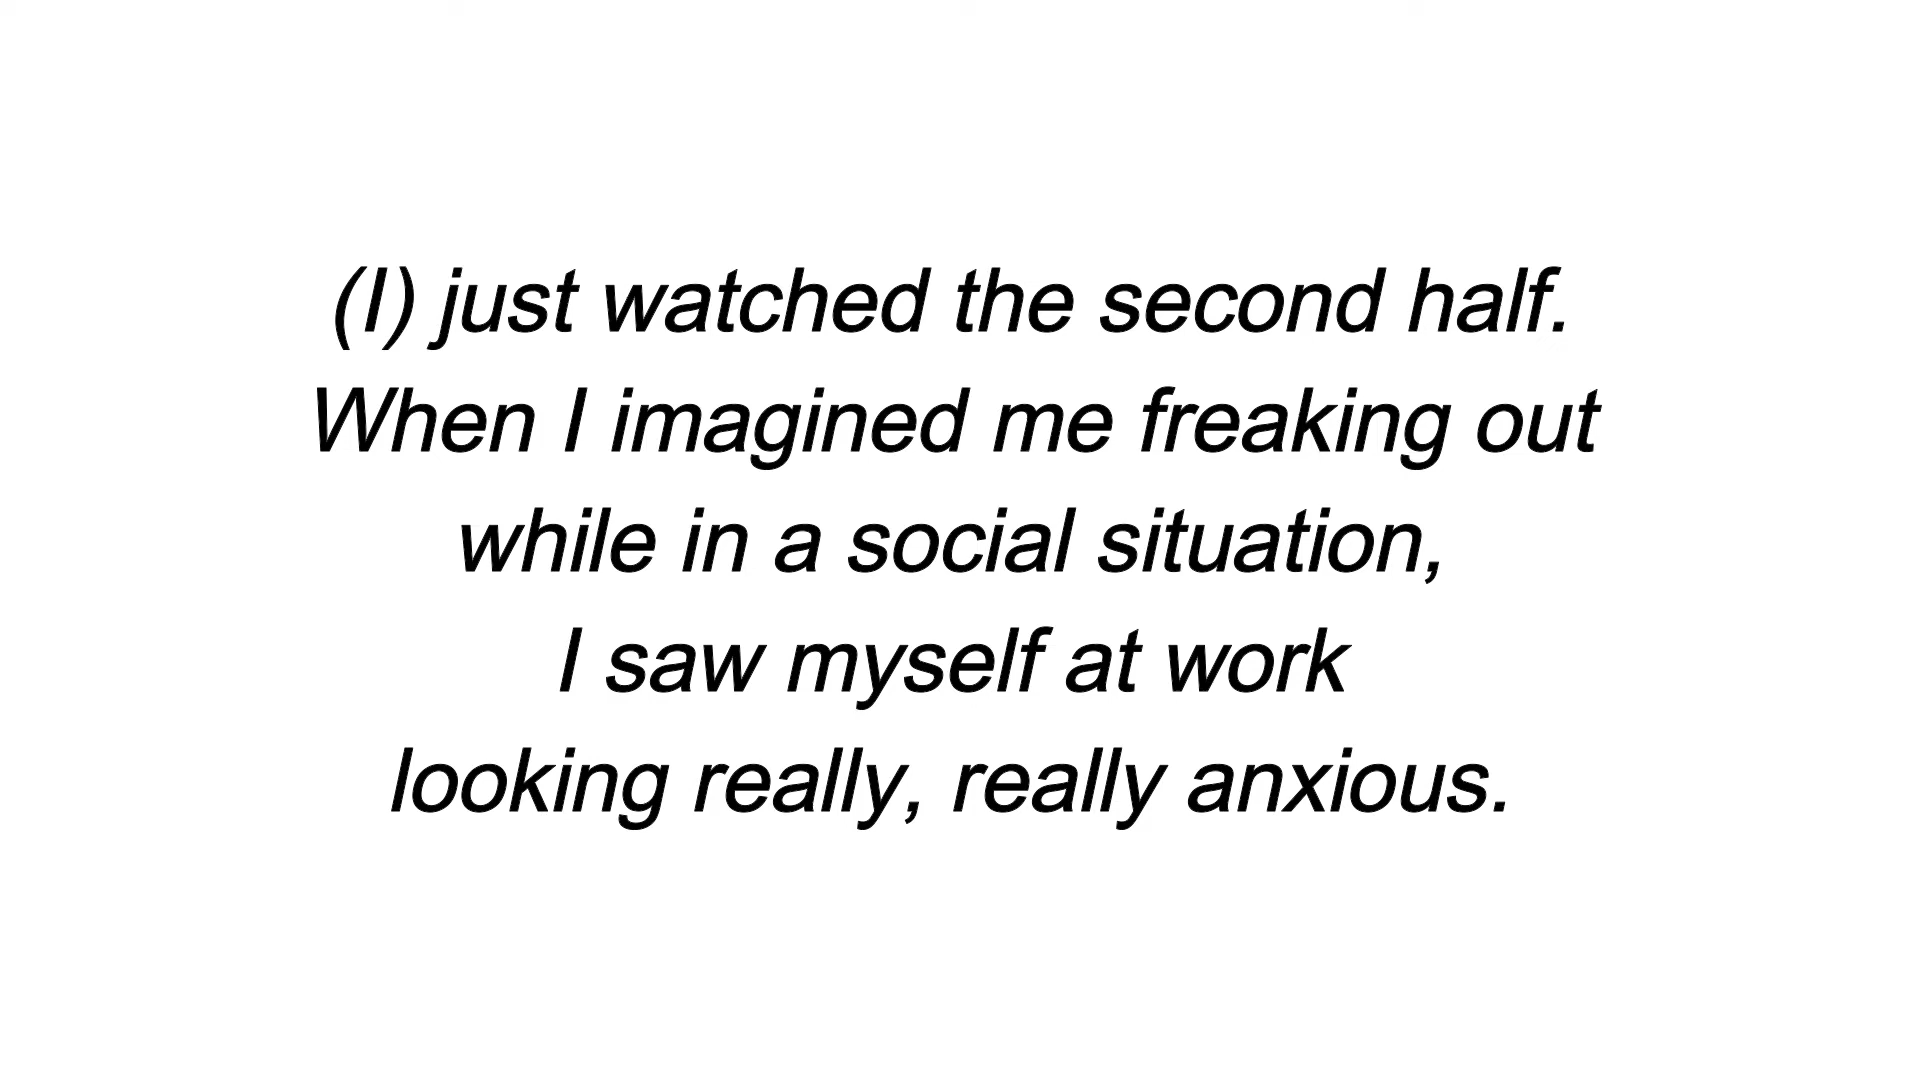 (I) just watched the second half.
When I imagined me freaking out
while in a social situation,
I saw myself at work
looking really, really anxious.